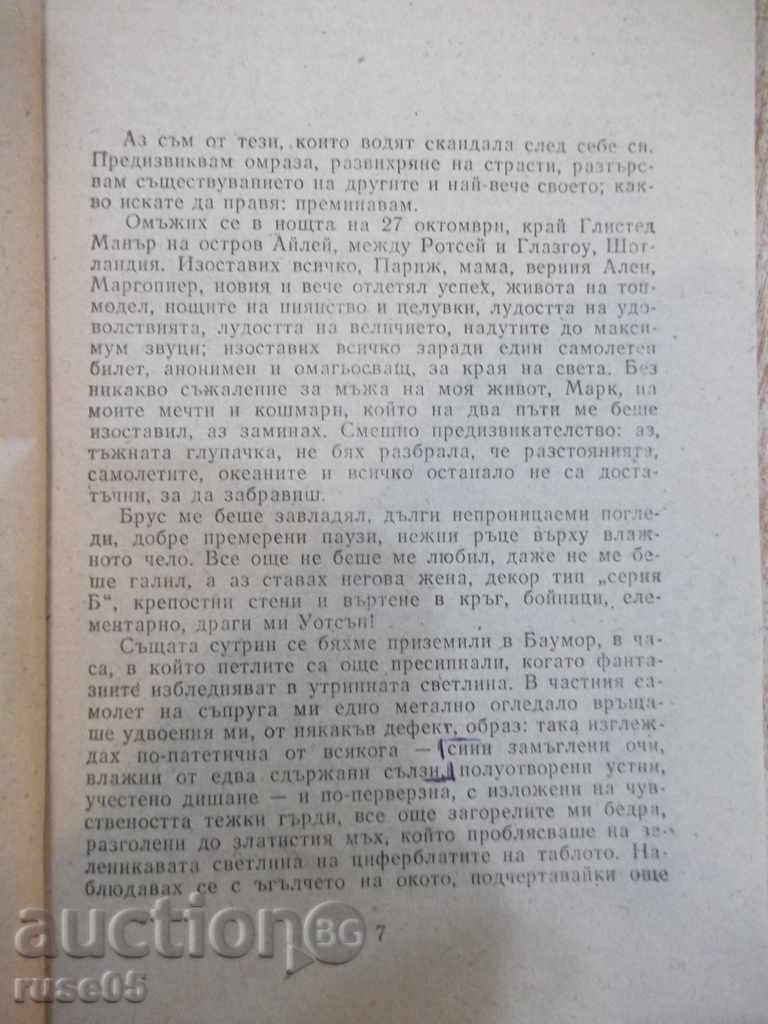 Аз съм от тези, които водят скандала след себе си.
Предизвиквам омраза, развихряне на страсти, разтърс-
вам съществуванието на другите и най-вече своето; как-
во искате да правя: преминавам.
Омъжих се в нощта на 27 октомври, край Глистед
Манър на остров Айлей, между Ротсей и Глазгоу, Шот-
ландия. Изоставих всичко, Париж, мама, верния Ален,
Маргопиер, новия и вече отлетял успех, живота на топ-
модел, нощите на пиянство и целувки, лудостта на удо-
волствията, лудостта на величието, надутите до макси-
мум звуци; изоставих всичко заради един самолетен
билет, анонимен и омагьосващ, за края на света. Без
никакво съжаление за мъжа на моя живот, Марк, на
моите мечти и кошмари, който на два пъти ме беше
изоставил, аз заминах. Смешно предизвикателство: аз,
тъжната глупачка, не бях разбрала, че разстоянията,
самолетите, океаните и всичко останало не са доста-
тъчни, за да забравиш.
Брус ме беше завладял, дълги непроницаеми погле-
ди, добре премерени паузи, нежни ръце върху влаж-
ното чело. Все още не беше ме любил, даже не ме бе-
ше галил, а аз ставах негова жена, декор тип „серия
Б“, крепостни стени и въртене в кръг, бойници, еле-
ментарно, драги ми Уотсън!
Същата сутрин се бяхме приземили в Баумор, в ча-
са, в който петлите са още пресипнали, когато фанта-
зиите избледняват в утринната светлина. В частния са-
молет на съпруга ми едно метално огледало връща-
ше удвоения ми, от някакъв дефект, образ: така изглеж-
дах по-патетична от всякога — сини замъглени очи,
влажни от едва сдържани сълзи, полуотворени устни,
учестено дишане — и по-перверзна, с изложени на чув-
ствеността тежки гърди, все още загорелите ми бедра,
разголени до златистия мъх, който проблясваше на зе-
леникавата светлина на циферблатите на таблото. На-
блюдавах се с ъгълчето на окото, подчертавайки още
7
auction BG
ruse05